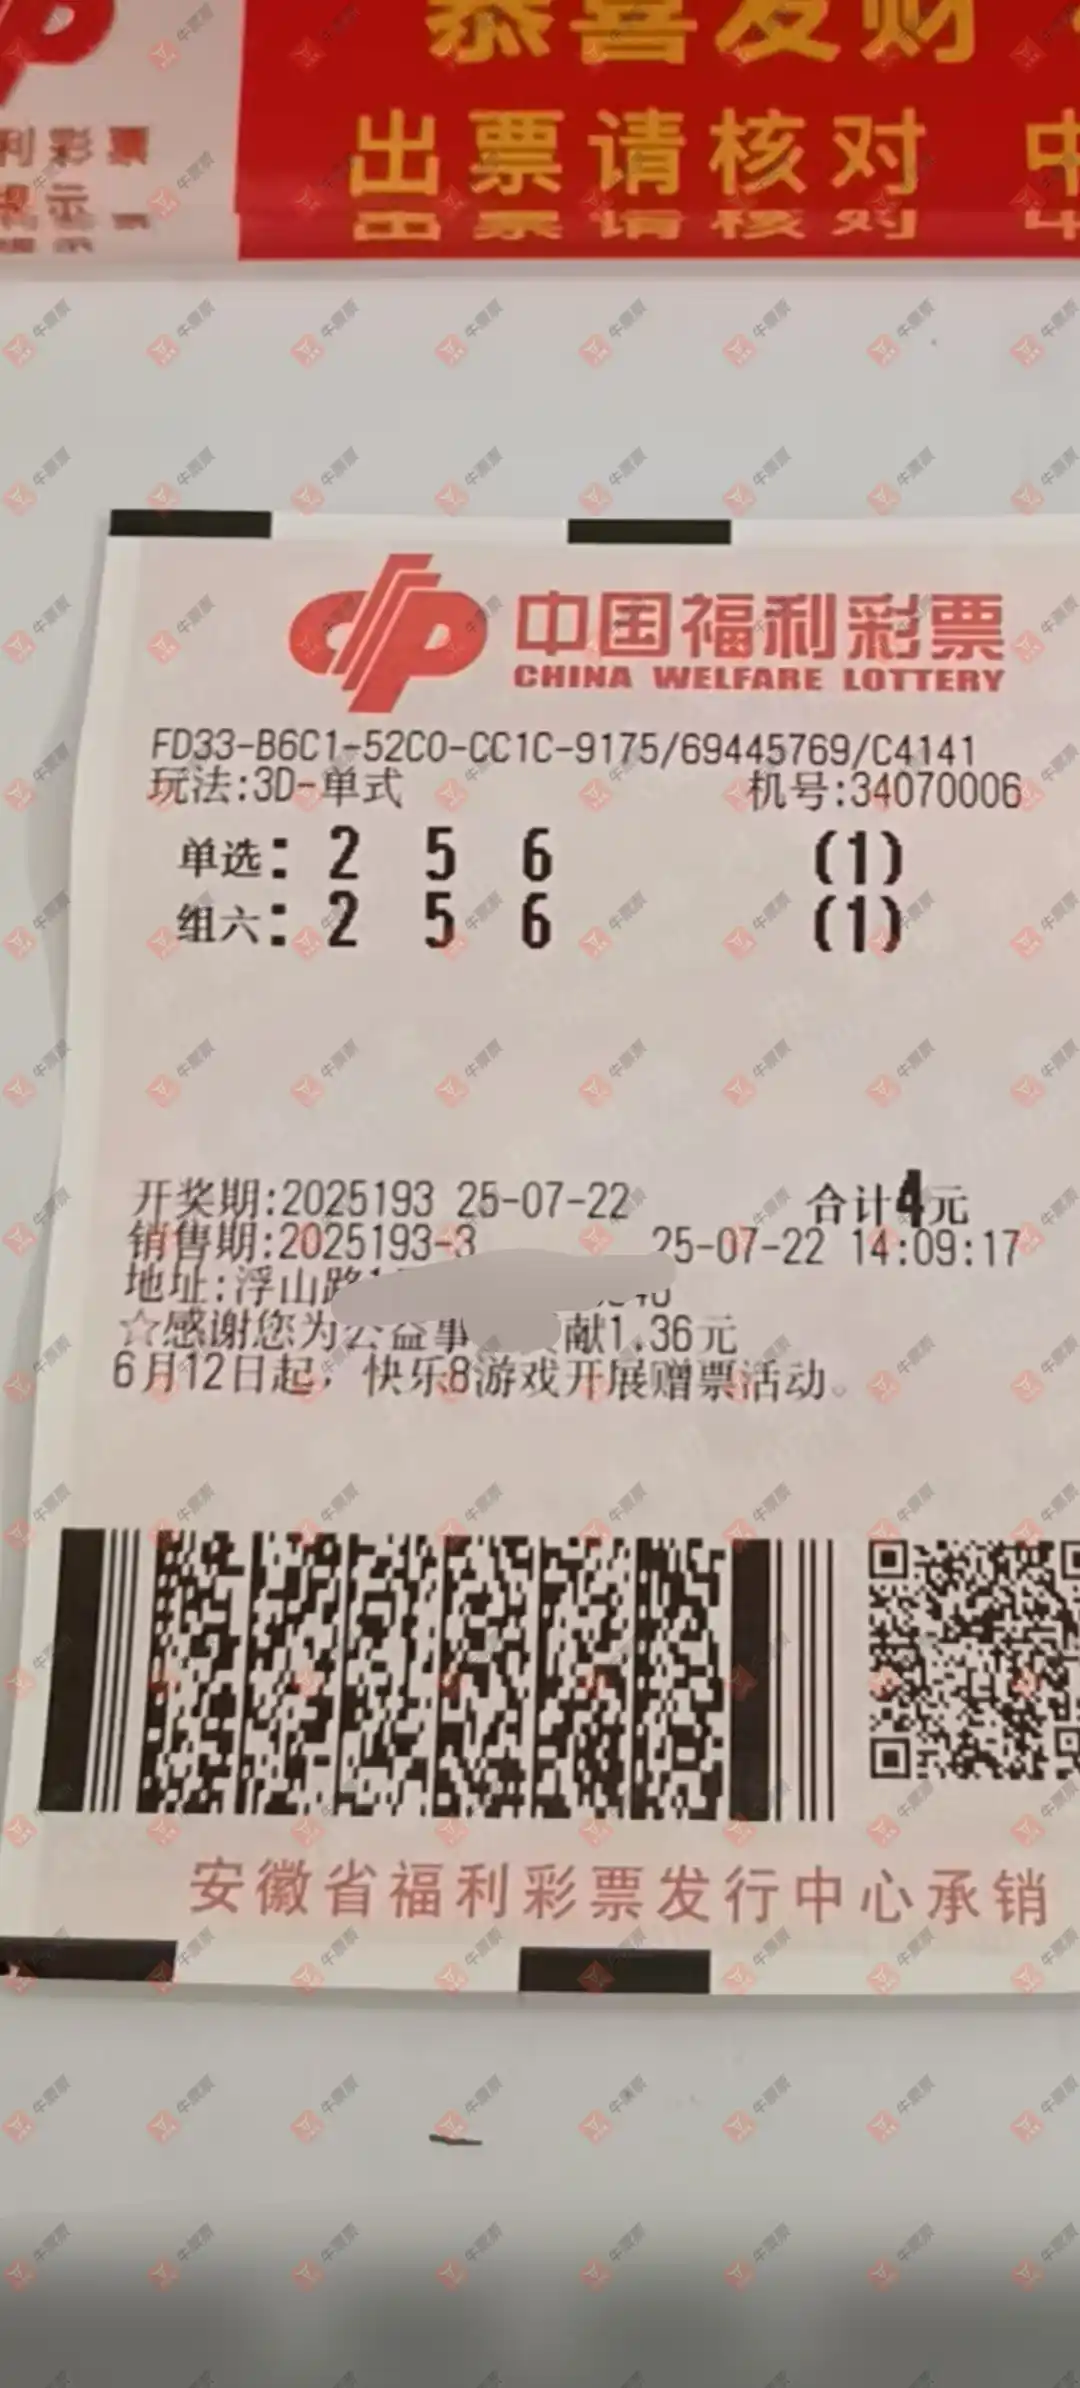 恭喜发财
利彩票
出票请核对
中
提示
中国福利彩票
CHINA WELFARE LOTTERY
FD33-B6C1-52C0-CC1C-9175/69445769/C4141
玩法:3D-单式 机号:34070006
单选: 2 5 6 (1)
组六: 2 5 6 (1)
开奖期:2025193 25-07-22 合计4元
销售期:2025193-3 25-07-22 14:09:17
地址:浮山路
☆感谢您为公益事 献1.36元
6月12日起，快乐8游戏开展赠票活动。
安徽省福利彩票发行中心承销
牛票票